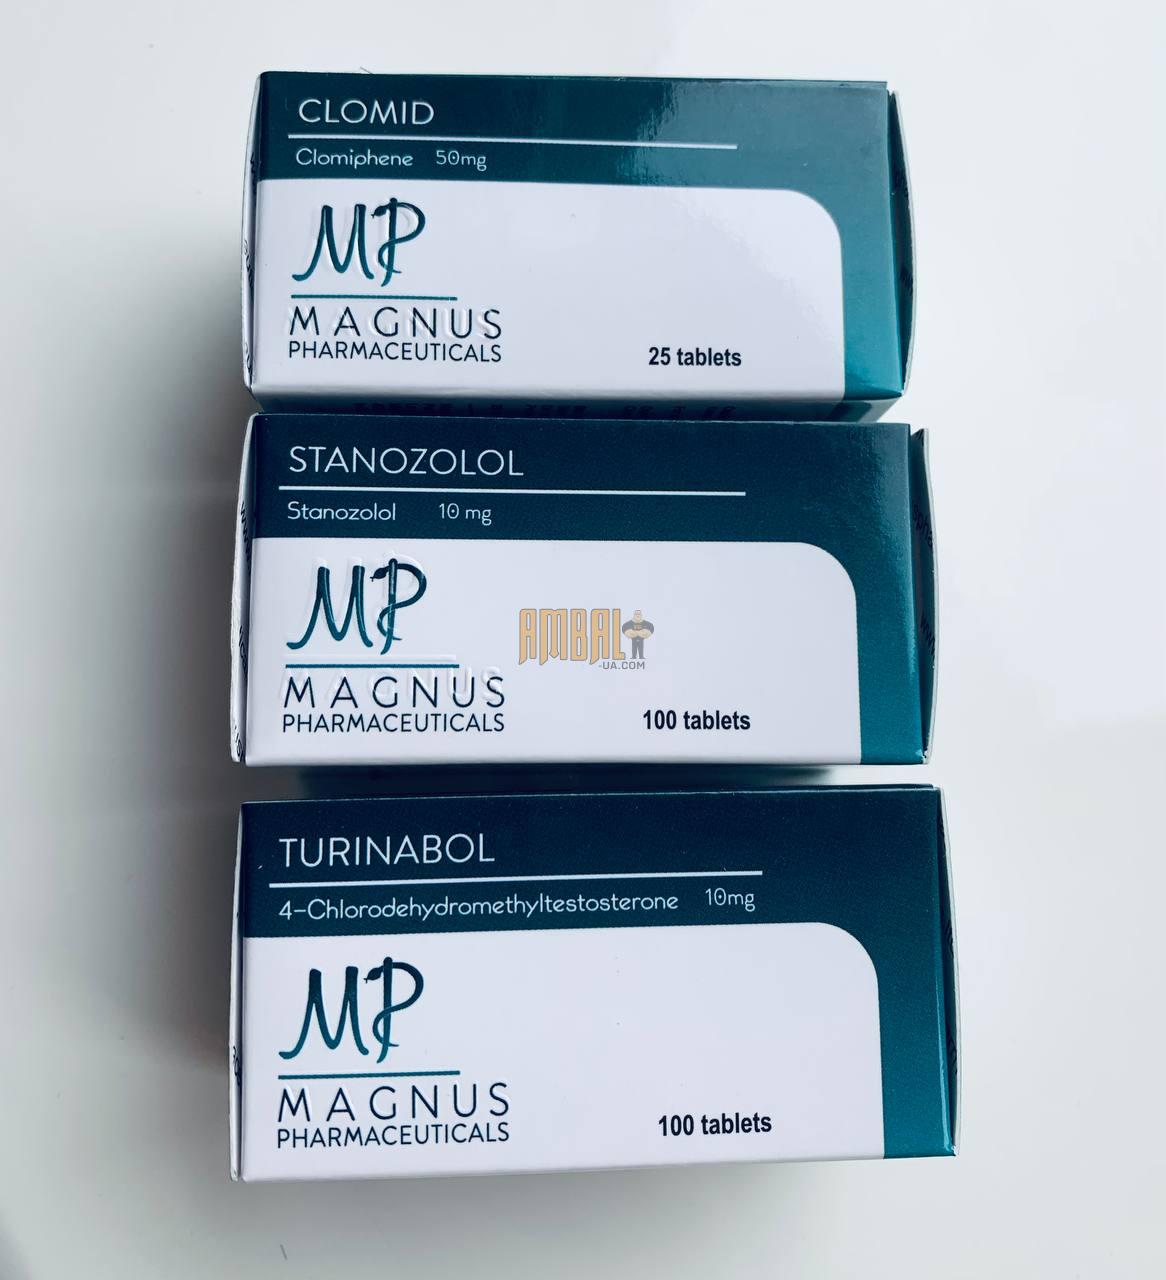 CLOMID
Clomiphene 50mg
MP
MAGNUS
PHARMACEUTICALS
25 tablets
STANOZOLOL
Stanozolol 10 mg
MP
AMBAL
-UA.COM
MAGNUS
PHARMACEUTICALS
100 tablets
TURINABOL
4-Chlorodehydromethyltestosterone 10mg
MP
MAGNUS
PHARMACEUTICALS
100 tablets